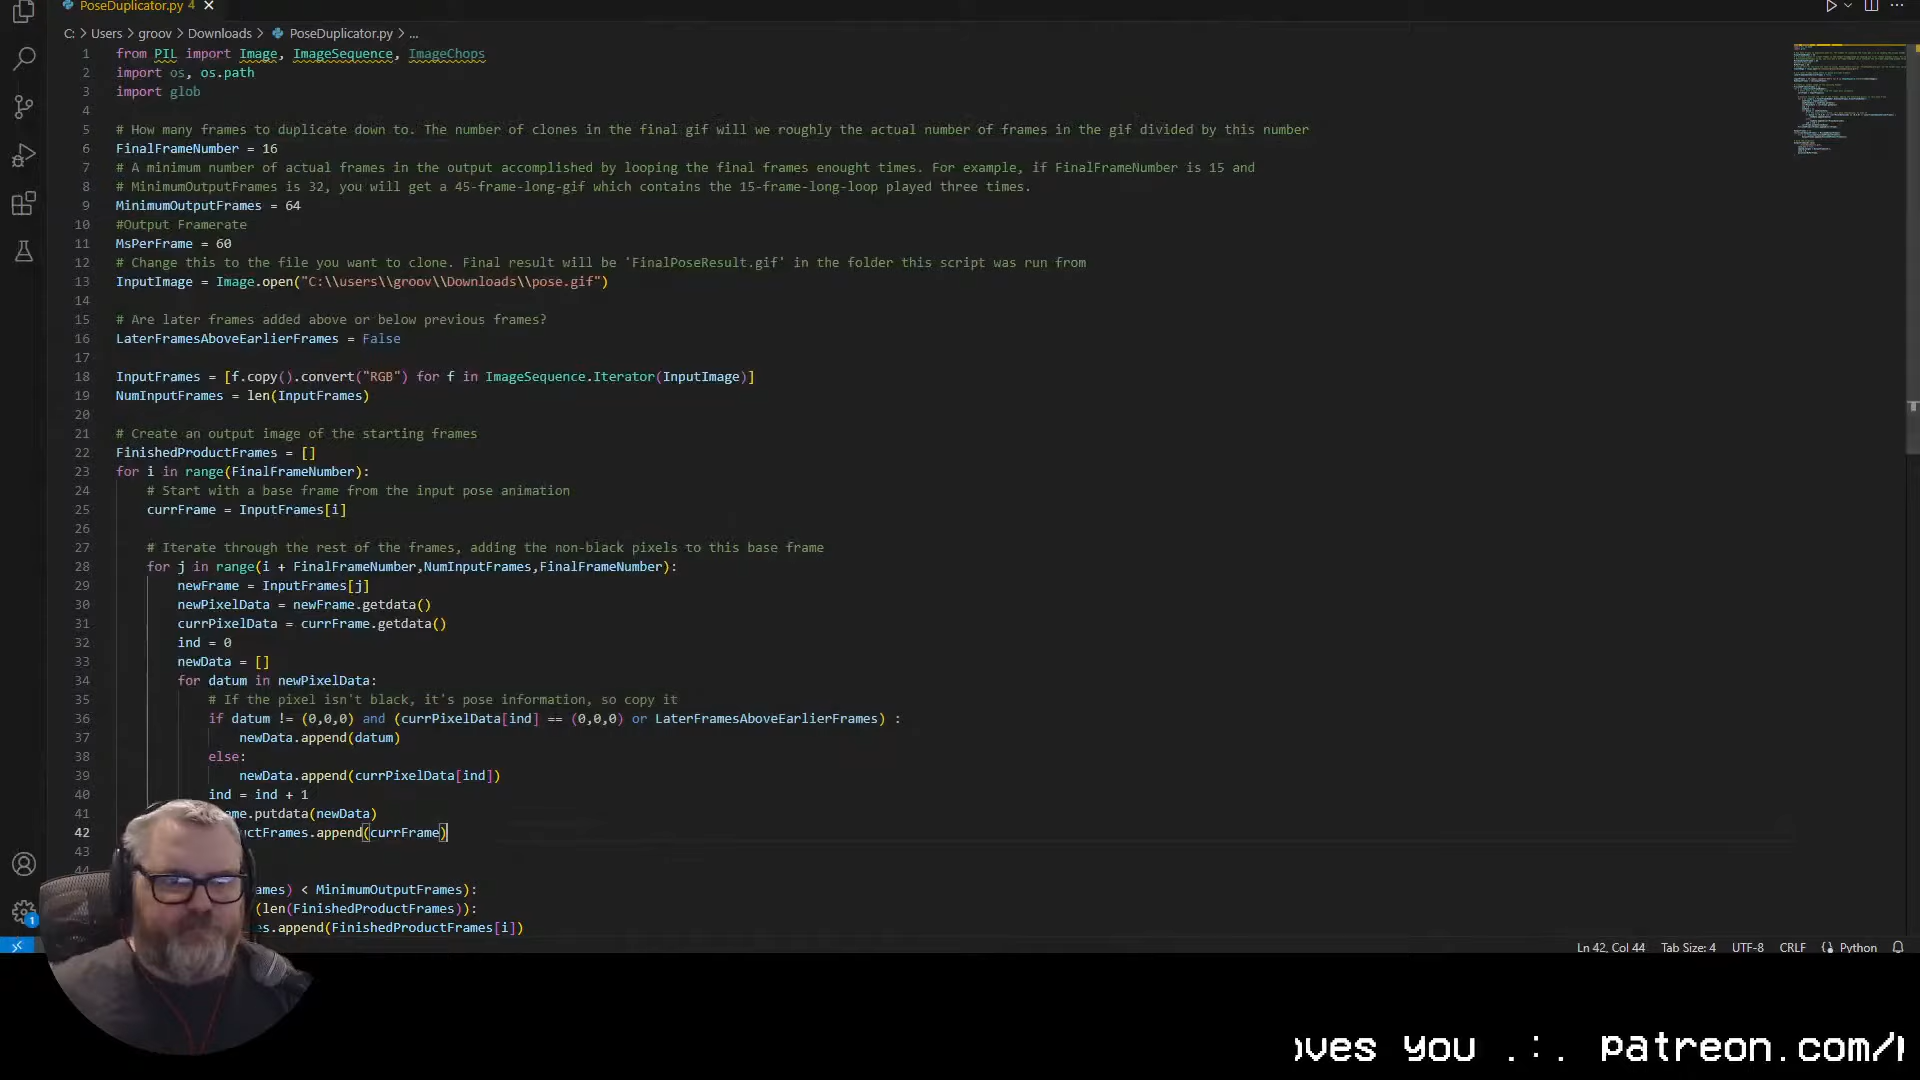 PoseDuplicator.py 4
C: > Users > groov > Downloads > PoseDuplicator.py > ...
1 from PIL import Image, ImageSequence, ImageChops
2 import os, os.path
3 import glob
4
5 # How many frames to duplicate down to. The number of clones in the final gif will we roughly the actual number of frames in the gif divided by this number
6 FinalFrameNumber = 16
7 # A minimum number of actual frames in the output accomplished by looping the final frames enought times. For example, if FinalFrameNumber is 15 and
8 # MinimumOutputFrames is 32, you will get a 45-frame-long-gif which contains the 15-frame-long-loop played three times.
9 MinimumOutputFrames = 64
10 #Output Framerate
11 MsPerFrame = 60
12 # Change this to the file you want to clone. Final result will be 'FinalPoseResult.gif' in the folder this script was run from
13 InputImage = Image.open("C:\\users\\groov\\Downloads\\pose.gif")
14
15 # Are later frames added above or below previous frames?
16 LaterFramesAboveEarlierFrames = False
17
18 InputFrames = [f.copy().convert("RGB") for f in ImageSequence.Iterator(InputImage)]
19 NumInputFrames = len(InputFrames)
20
21 # Create an output image of the starting frames
22 FinishedProductFrames = []
23 for i in range(FinalFrameNumber):
24 # Start with a base frame from the input pose animation
25 currFrame = InputFrames[i]
26
27 # Iterate through the rest of the frames, adding the non-black pixels to this base frame
28 for j in range(i + FinalFrameNumber,NumInputFrames,FinalFrameNumber):
29 newFrame = InputFrames[j]
30 newPixelData = newFrame.getdata()
31 currPixelData = currFrame.getdata()
32 ind = 0
33 newData = []
34 for datum in newPixelData:
35 # If the pixel isn't black, it's pose information, so copy it
36 if datum != (0,0,0) and (currPixelData[ind] == (0,0,0) or LaterFramesAboveEarlierFrames) :
37 newData.append(datum)
38 else:
39 newData.append(currPixelData[ind])
40 ind = ind + 1
41 ame.putdata(newData)
42 uctFrames.append(currFrame)
43
44
ames) < MinimumOutputFrames):
(len(FinishedProductFrames)):
s.append(FinishedProductFrames[i])
1
Ln 42, Col 44 Tab Size: 4 UTF-8 CRLF Python
oves you .:. patreon.com/